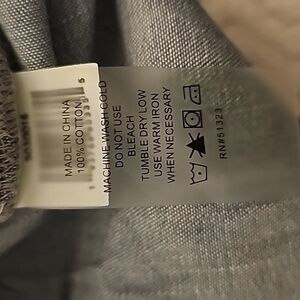 MADE IN CHINA
100% COTTON
MACHINE WASH COLD
DO NOT USE
BLEACH
TUMBLE DRY LOW
USE WARM IRON
WHEN NECESSARY
RN#51323